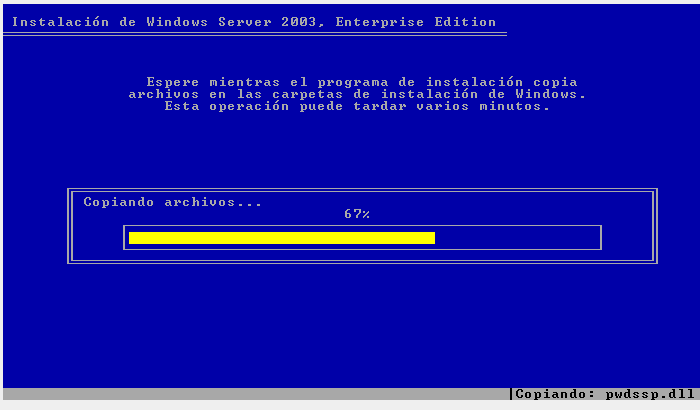 Instalación de Windows Server 2003, Enterprise Edition
Espere mientras el programa de instalación copia
archivos en las carpetas de instalación de Windows.
Esta operación puede tardar varios minutos.
Copiando archivos...
67%
Copiando: pwdssp.dll